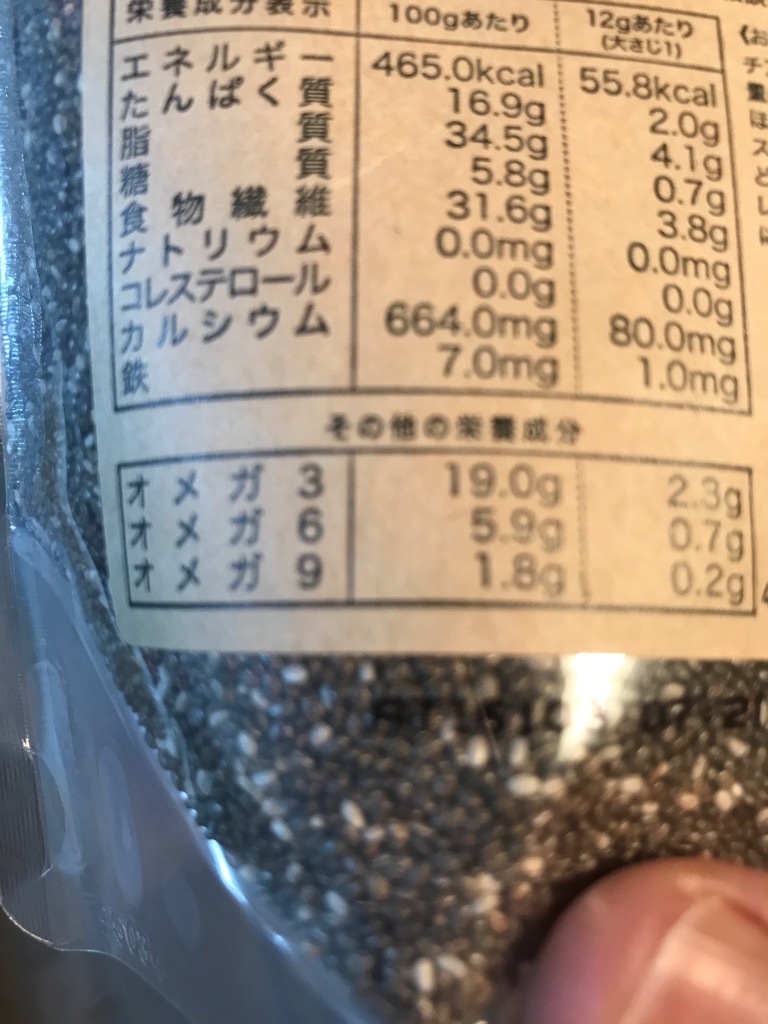 栄養成分表示 100gあたり 12gあたり
(大さじ1)
エネルギー 465.0kcal 55.8kcal
たんぱく質 16.9g 2.0g
脂質 34.5g 4.1g
糖質 5.8g 0.7g
食物繊維 31.6g 3.8g
ナトリウム 0.0mg 0.0mg
コレステロール 0.0g 0.0g
カルシウム 664.0mg 80.0mg
鉄 7.0mg 1.0mg
その他の栄養成分
オメガ3 19.0g 2.3g
オメガ6 5.9g 0.7g
オメガ9 1.8g 0.2g